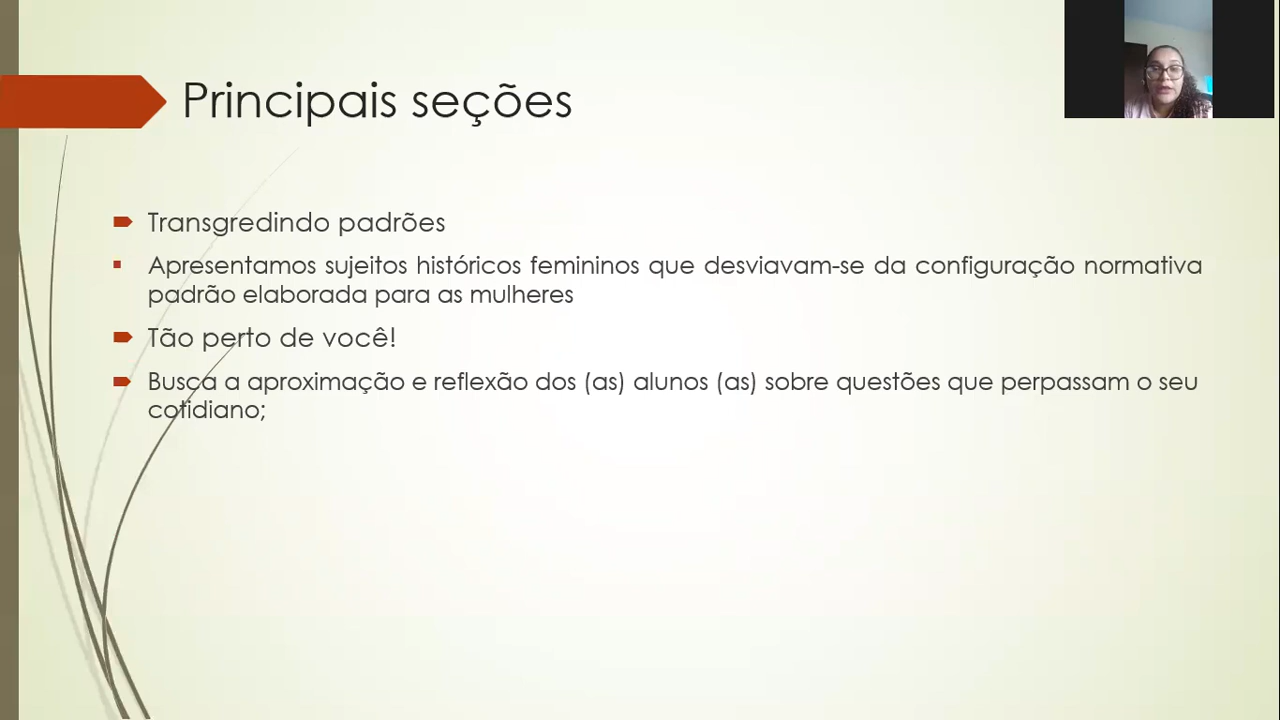 Principais seções
Transgredindo padrões
Apresentamos sujeitos históricos femininos que desviavam-se da configuração normativa
padrão elaborada para as mulheres
Tão perto de você!
Busca a aproximação e reflexão dos (as) alunos (as) sobre questões que perpassam o seu
cotidiano;